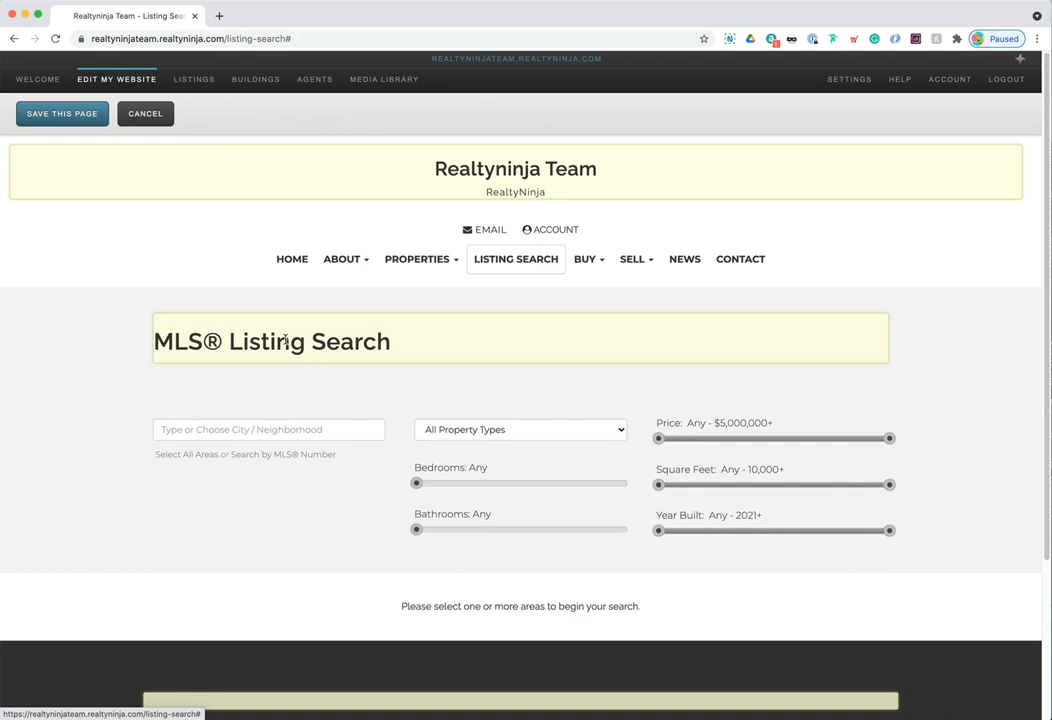 Realtyninja Team - Listing Sea
realtyninjateam.realtyninja.com/listing-search#
Paused
REALTYNINJATEAM.REALTYNINJA.COM
WELCOME EDIT MY WEBSITE LISTINGS BUILDINGS AGENTS MEDIA LIBRARY SETTINGS HELP ACCOUNT LOGOUT
SAVE THIS PAGE CANCEL
Realtyninja Team
RealtyNinja
EMAIL ACCOUNT
HOME ABOUT PROPERTIES LISTING SEARCH BUY SELL NEWS CONTACT
MLS® Listing Search
Type or Choose City / Neighborhood
Select All Areas or Search by MLS® Number
All Property Types
Bedrooms: Any
Bathrooms: Any
Price: Any - $5,000,000+
Square Feet: Any - 10,000+
Year Built: Any - 2021+
Please select one or more areas to begin your search.
https://realtyninjateam.realtyninja.com/listing-search#